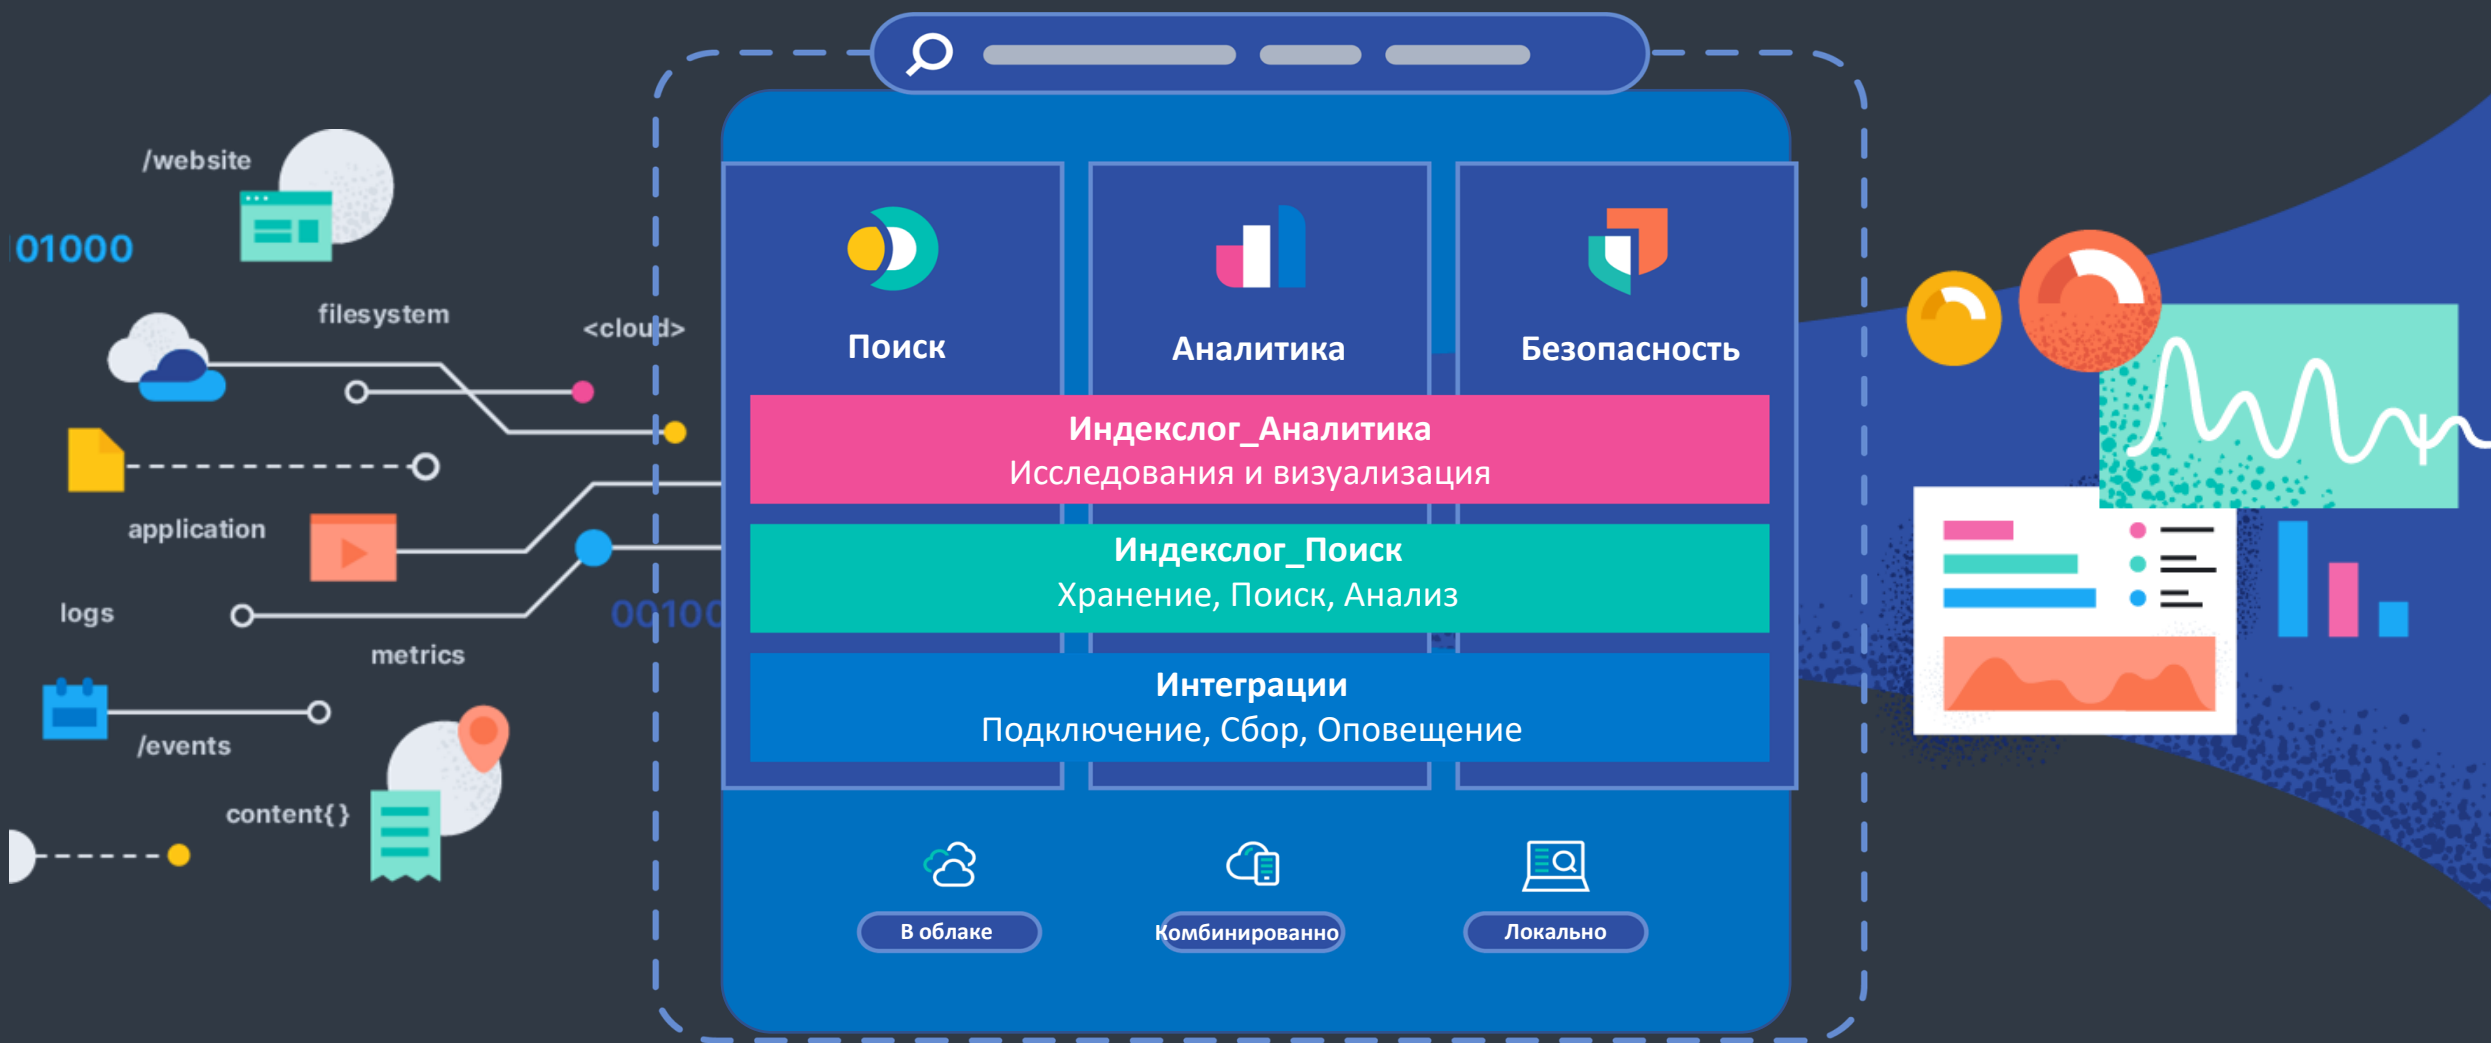 /website
01000
filesystem
<cloud>
application
logs
metrics
00100
/events
content{}
Поиск
Аналитика
Безопасность
Индекслог_Аналитика
Исследования и визуализация
Индекслог_Поиск
Хранение, Поиск, Анализ
Интеграции
Подключение, Сбор, Оповещение
В облаке
Комбинированно
Локально